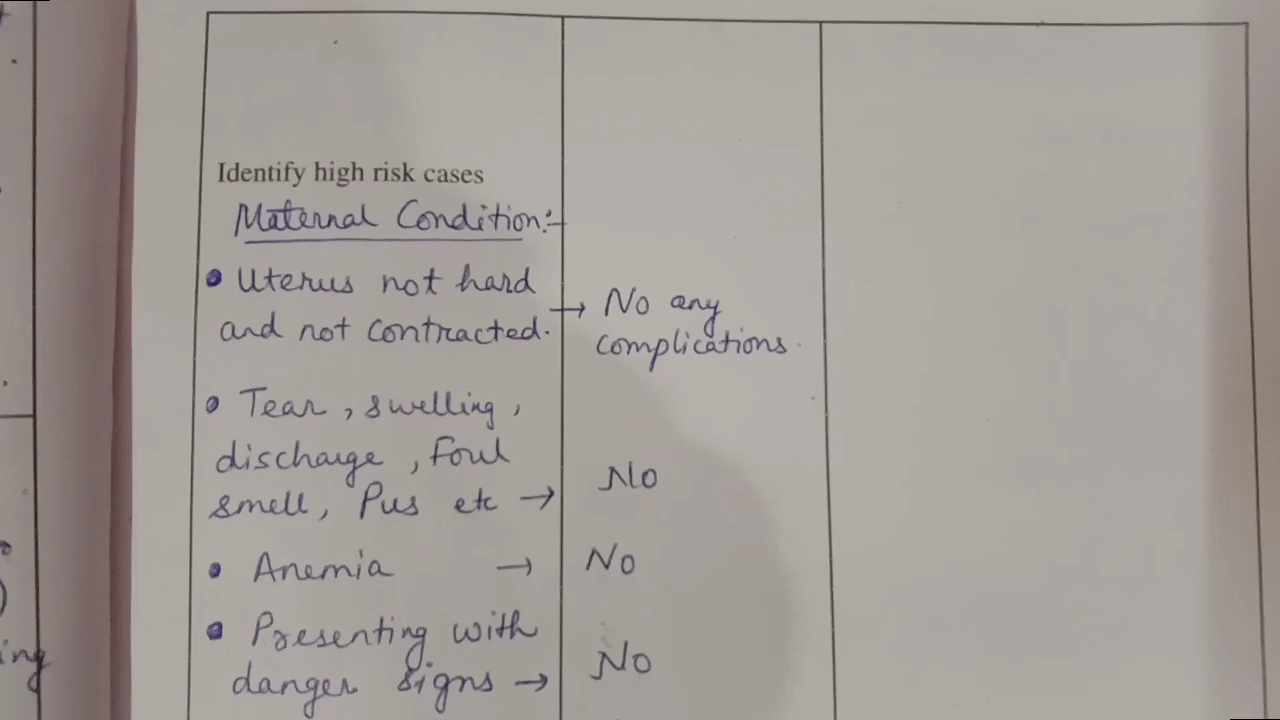 Identify high risk cases
Maternal Condition:-
• Uterus not hard
and not contracted. → No any
complications.
• Tear, swelling,
discharge, Foul
smell, Pus etc → No
• Anemia → No
• Presenting with
danger signs → No
ing